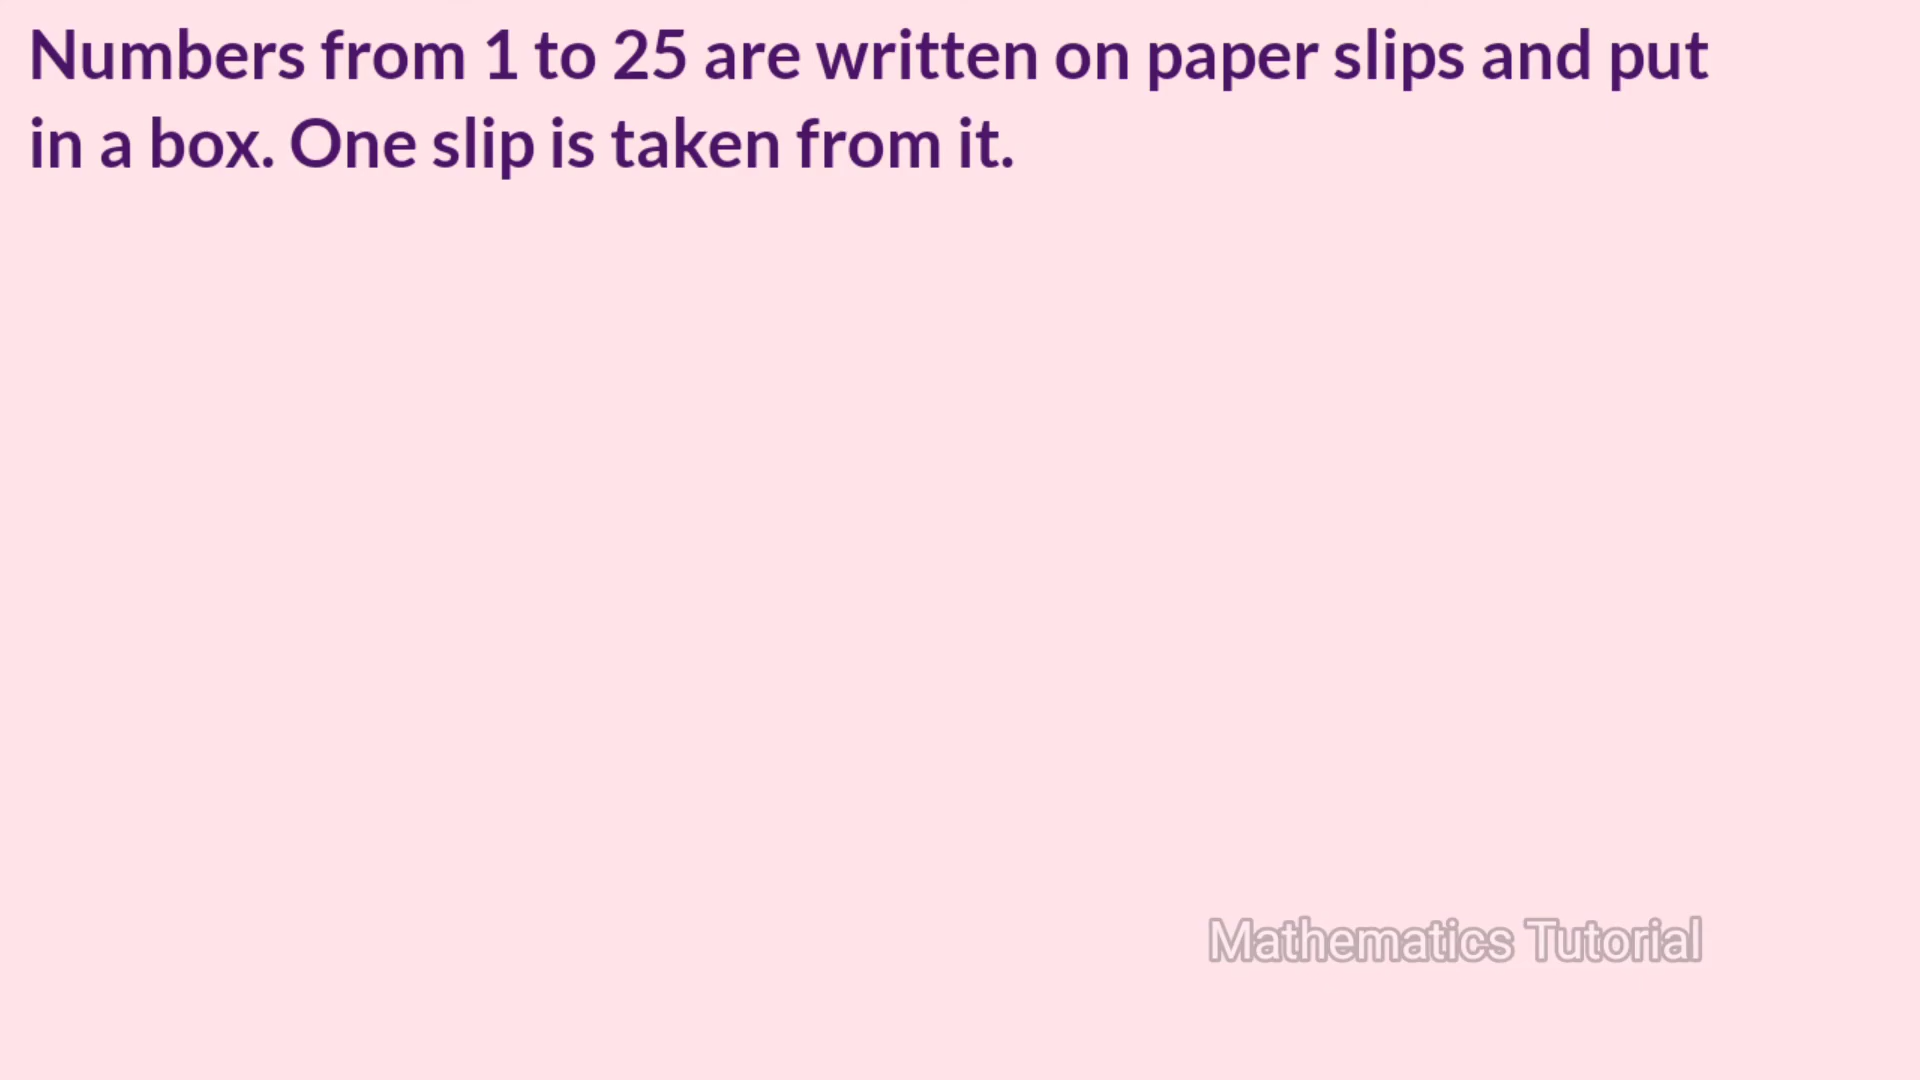 Numbers from 1 to 25 are written on paper slips and put
in a box. One slip is taken from it.
Mathematics Tutorial